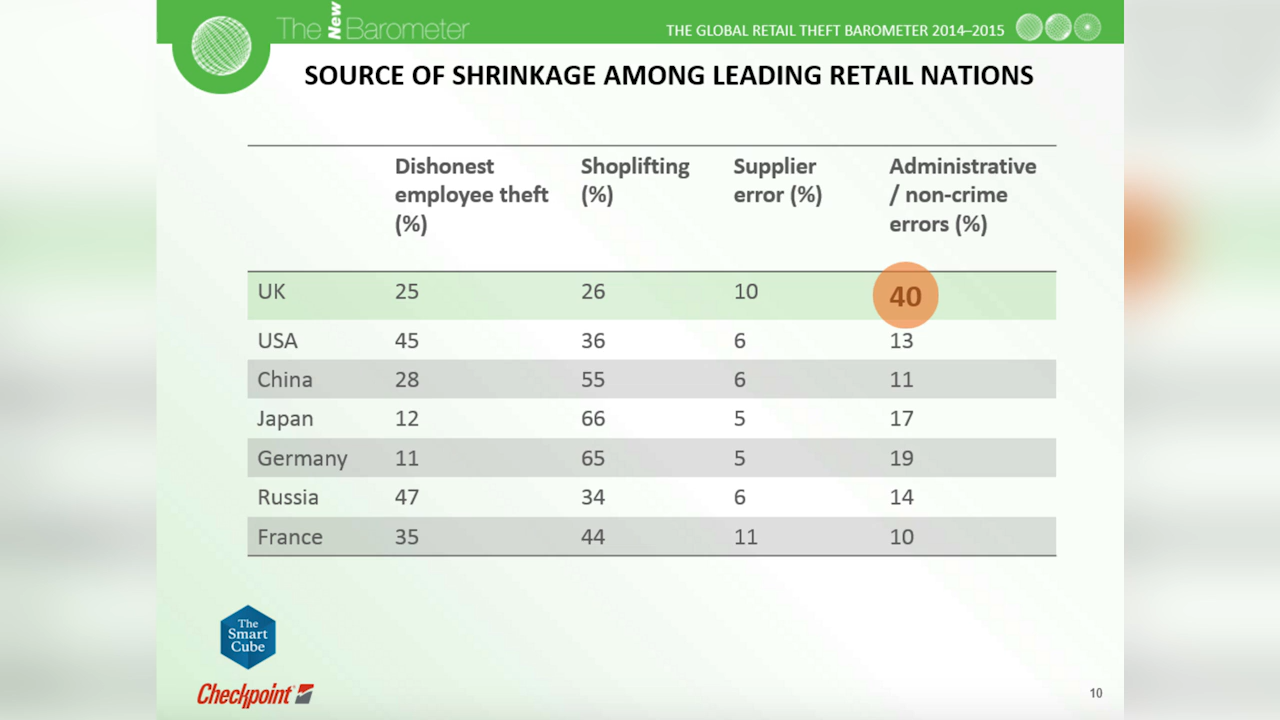 The New Barometer
THE GLOBAL RETAIL THEFT BAROMETER 2014–2015
SOURCE OF SHRINKAGE AMONG LEADING RETAIL NATIONS
Dishonest employee theft (%) Shoplifting (%) Supplier error (%) Administrative / non-crime errors (%)
UK 25 26 10 40
USA 45 36 6 13
China 28 55 6 11
Japan 12 66 5 17
Germany 11 65 5 19
Russia 47 34 6 14
France 35 44 11 10
The
Smart
Cube
Checkpoint
10